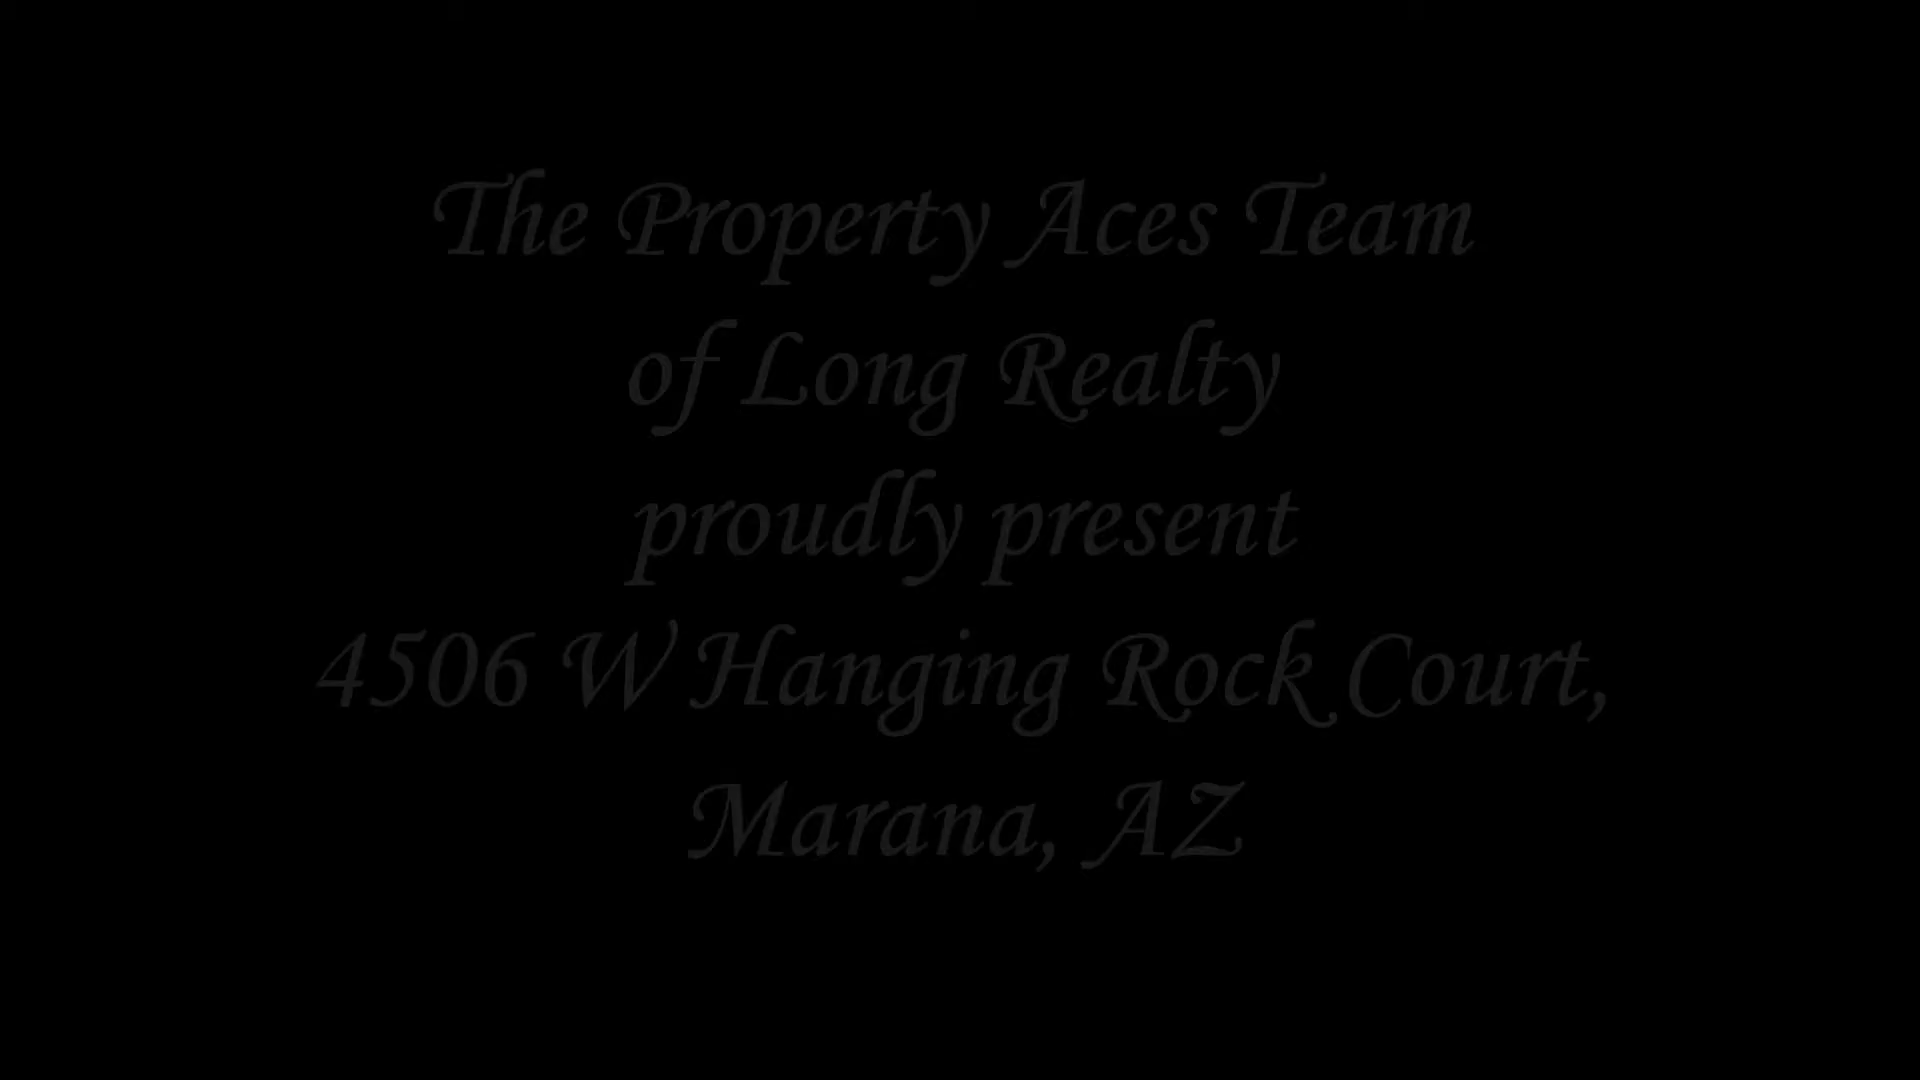 The Property Aces Team
of Long Realty
proudly present
4506 W Hanging Rock Court,
Marana, AZ